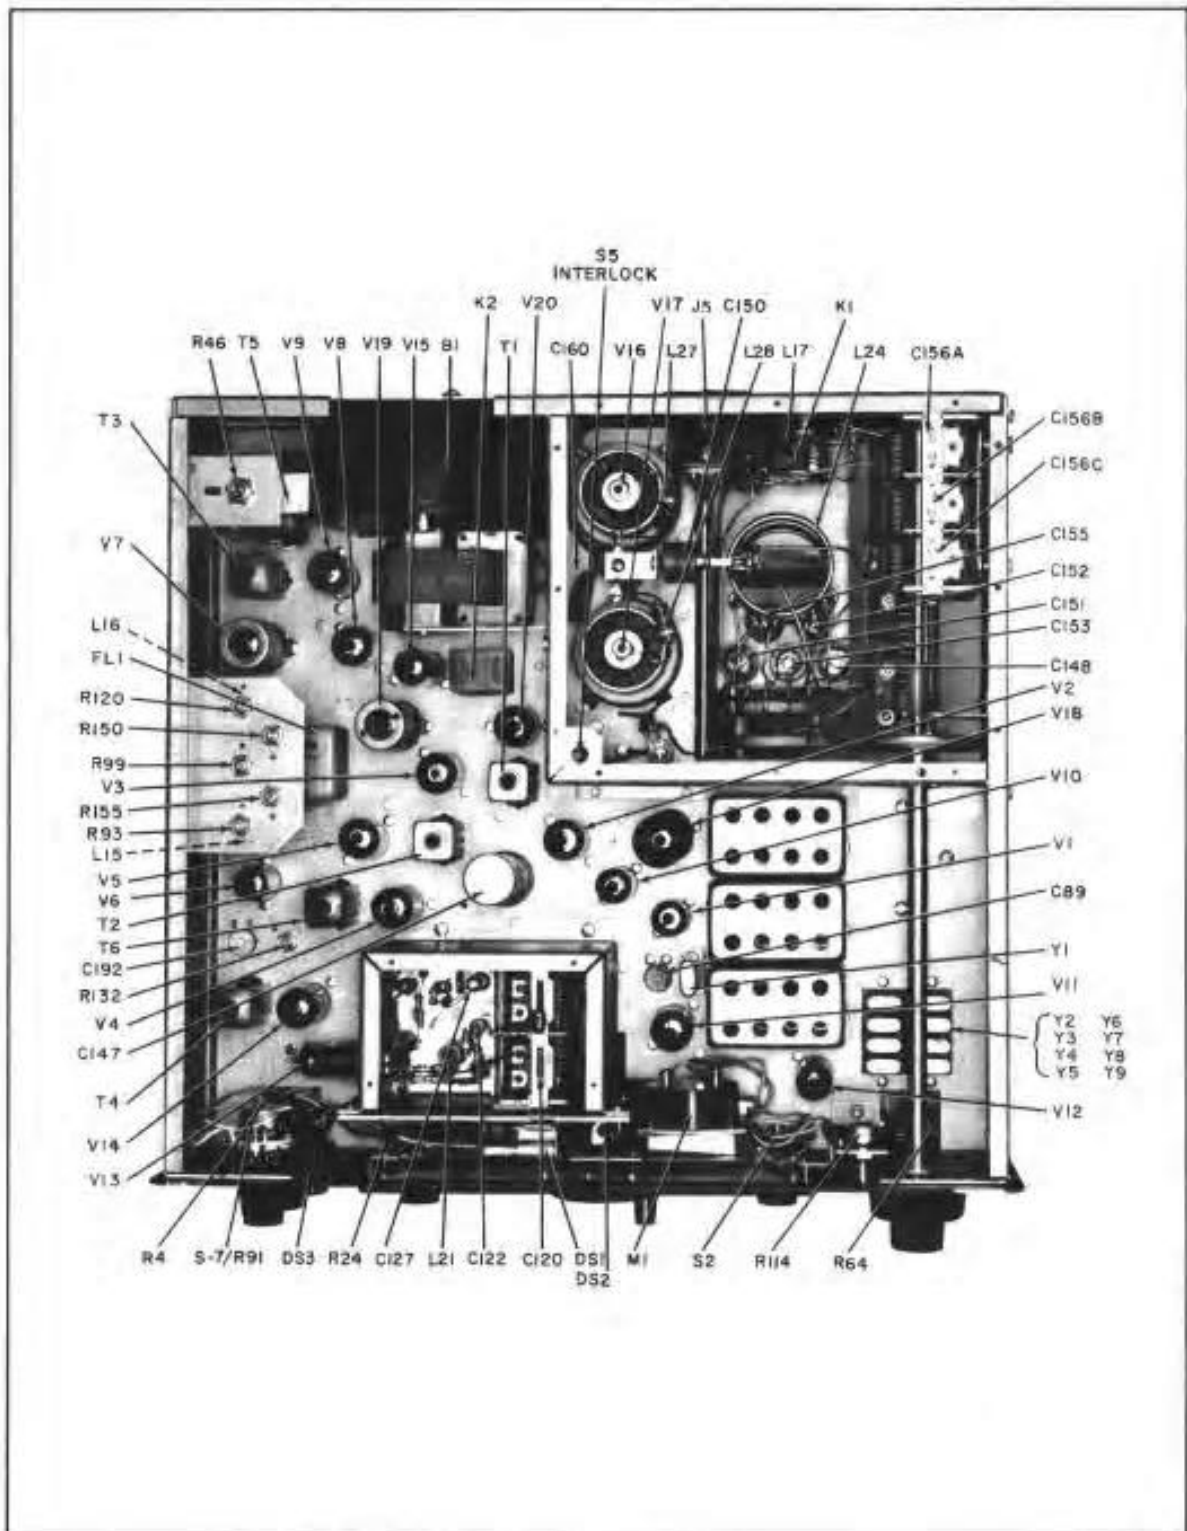 S5
INTERLOCK
K2 V20 V17 J5 C150 K1
R46 T5 V9 V8 V19 V15 B1 T1 C160 V16 L27 L28 L17 L24 C156A
T3
C156B
C156C
V7
C155
C152
L16
C151
FL1
C153
R120
C148
R150
V2
R99
V18
V3
V10
R155
R93
L15
V1
V5
V6
C89
T2
T6
Y1
C192
R132
V11
V4
Y2 Y6
C147
Y3 Y7
Y4 Y8
Y5 Y9
T4
V12
V14
V13
R4 S-7/R91 DS3 R24 C127 L21 C122 C120 DS1 M1 S2 R114 R64
DS2